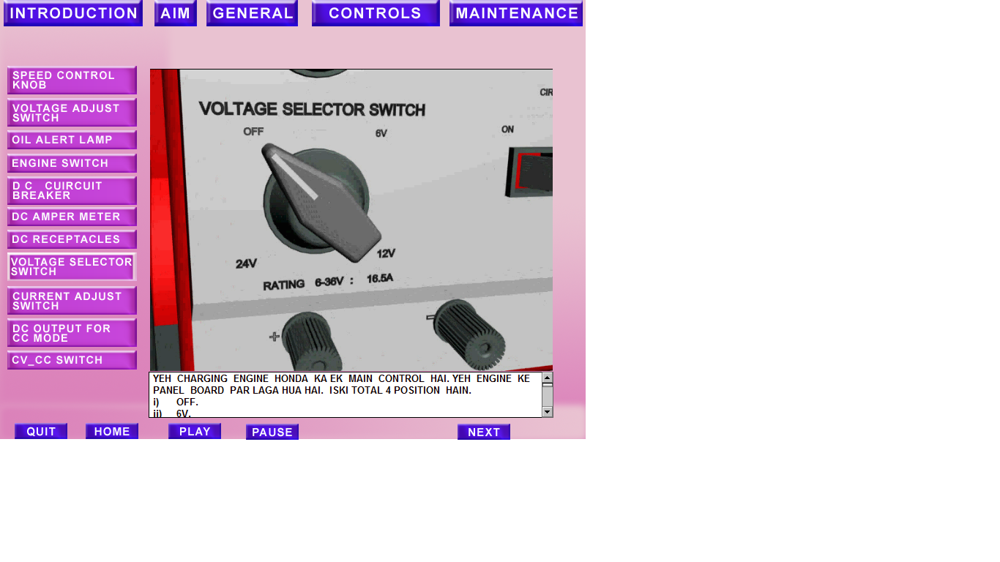 INTRODUCTION
AIM
GENERAL
CONTROLS
MAINTENANCE
SPEED CONTROL
KNOB
VOLTAGE ADJUST
SWITCH
OIL ALERT LAMP
ENGINE SWITCH
D C CUIRCUIT
BREAKER
DC AMPER METER
DC RECEPTACLES
VOLTAGE SELECTOR
SWITCH
CURRENT ADJUST
SWITCH
DC OUTPUT FOR
CC MODE
CV_CC SWITCH
CIR
VOLTAGE SELECTOR SWITCH
OFF
6V
ON
24V
12V
RATING 6-36V : 16.5A
+
-
YEH CHARGING ENGINE HONDA KA EK MAIN CONTROL HAI. YEH ENGINE KE
PANEL BOARD PAR LAGA HUA HAI. ISKI TOTAL 4 POSITION HAIN.
i) OFF.
ii) 6V.
QUIT
HOME
PLAY
PAUSE
NEXT